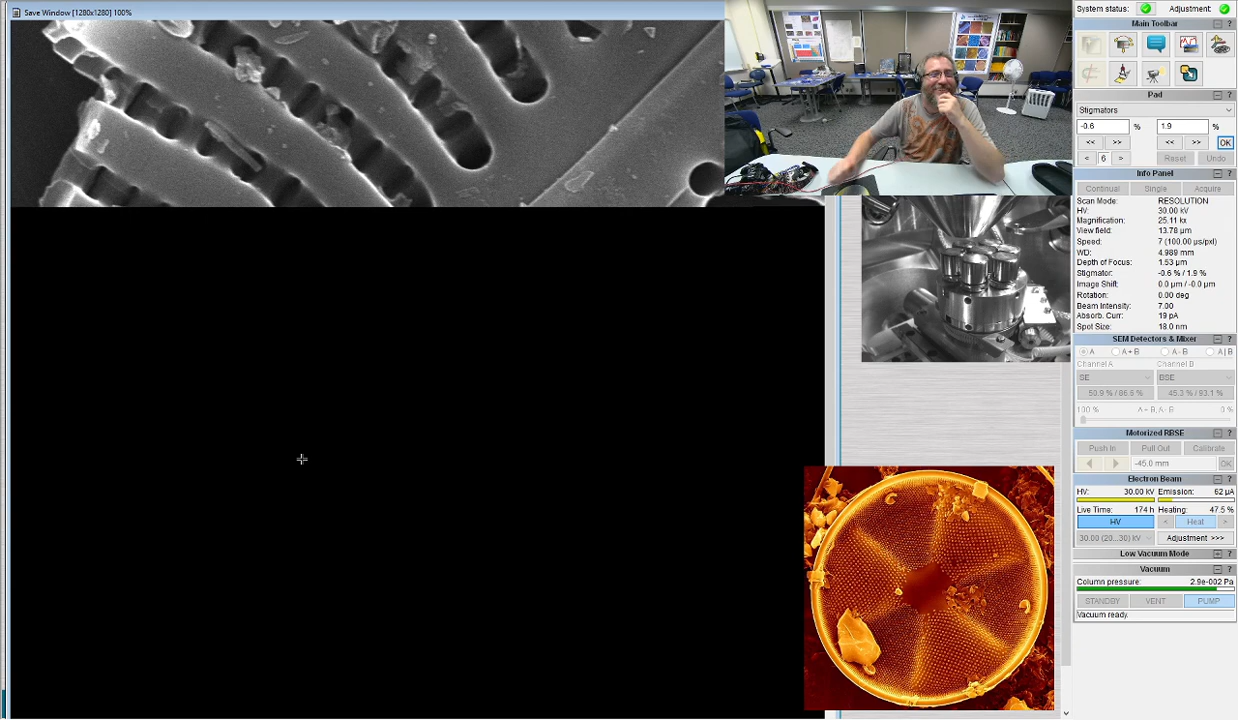 Save Window [1280x1280] 100%
System status: Adjustment:
Main Toolbar
Pad
Stigmators
-0.6 % 1.9 %
<< >> << >> OK
< 6 > Reset Undo
Info Panel
Continual Single Acquire
Scan Mode: RESOLUTION
HV: 30.00 kV
Magnification: 25.11 kx
View field: 13.78 µm
Speed: 7 (100.00 µs/pxl)
WD: 4.989 mm
Depth of Focus: 1.53 µm
Stigmator: -0.6 % / 1.9 %
Image Shift: 0.0 µm / -0.0 µm
Rotation: 0.00 deg
Beam Intensity: 7.00
Absorb. Curr: 19 pA
Spot Size: 18.0 nm
SEM Detectors & Mixer
A A + B A - B A | B
Channel A Channel B
SE BSE
50.9 % / 86.6 % 45.3 % / 93.1 %
100 % A + B, A - B 0 %
Motorized RBSE
Push In Pull Out Calibrate
-45.0 mm OK
Electron Beam
HV: 30.00 kV Emission: 62 µA
Live Time: 174 h Heating: 47.5 %
HV < Heat >
30.00 (20...30) kV Adjustment >>>
Low Vacuum Mode
Vacuum
Column pressure: 2.9e-002 Pa
STANDBY VENT PUMP
Vacuum ready.